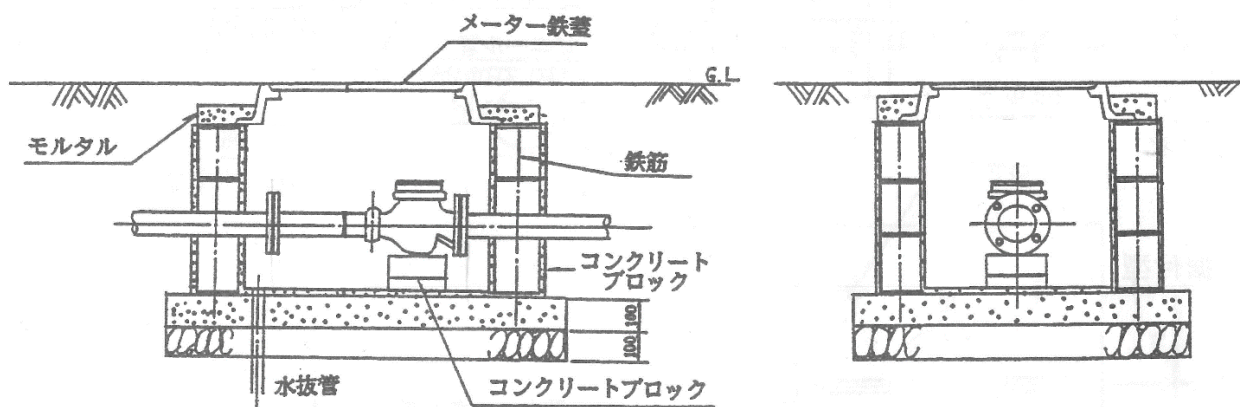 メーター鉄蓋
G.L.
モルタル
鉄筋
コンクリート
ブロック
100
100
水抜管
コンクリートブロック